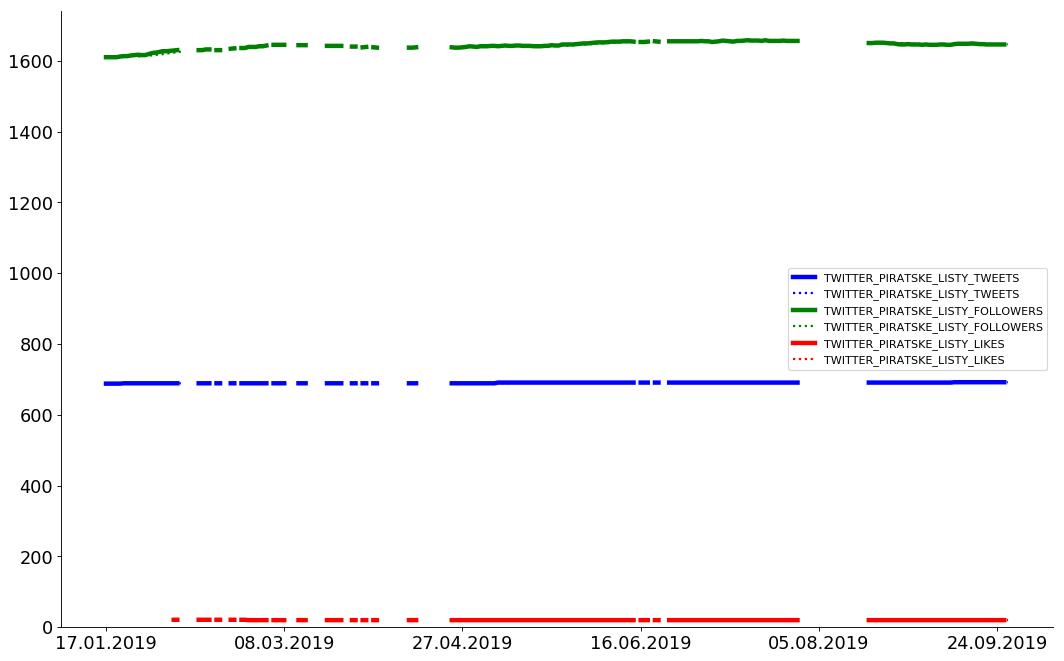 1600
1400
1200
1000
800
600
400
200
0
17.01.2019 08.03.2019 27.04.2019 16.06.2019 05.08.2019 24.09.2019
TWITTER_PIRATSKE_LISTY_TWEETS
TWITTER_PIRATSKE_LISTY_TWEETS
TWITTER_PIRATSKE_LISTY_FOLLOWERS
TWITTER_PIRATSKE_LISTY_FOLLOWERS
TWITTER_PIRATSKE_LISTY_LIKES
TWITTER_PIRATSKE_LISTY_LIKES